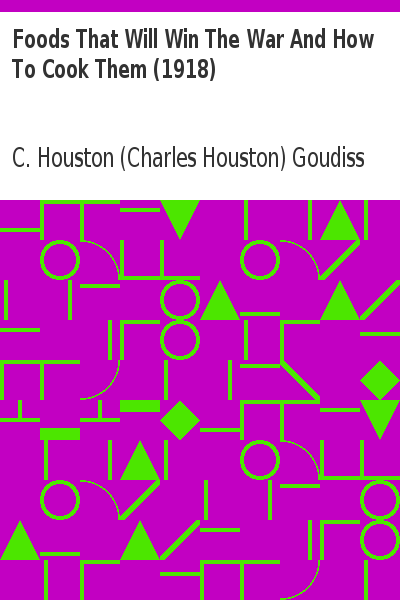 Foods That Will Win The War And How
To Cook Them (1918)
C. Houston (Charles Houston) Goudiss